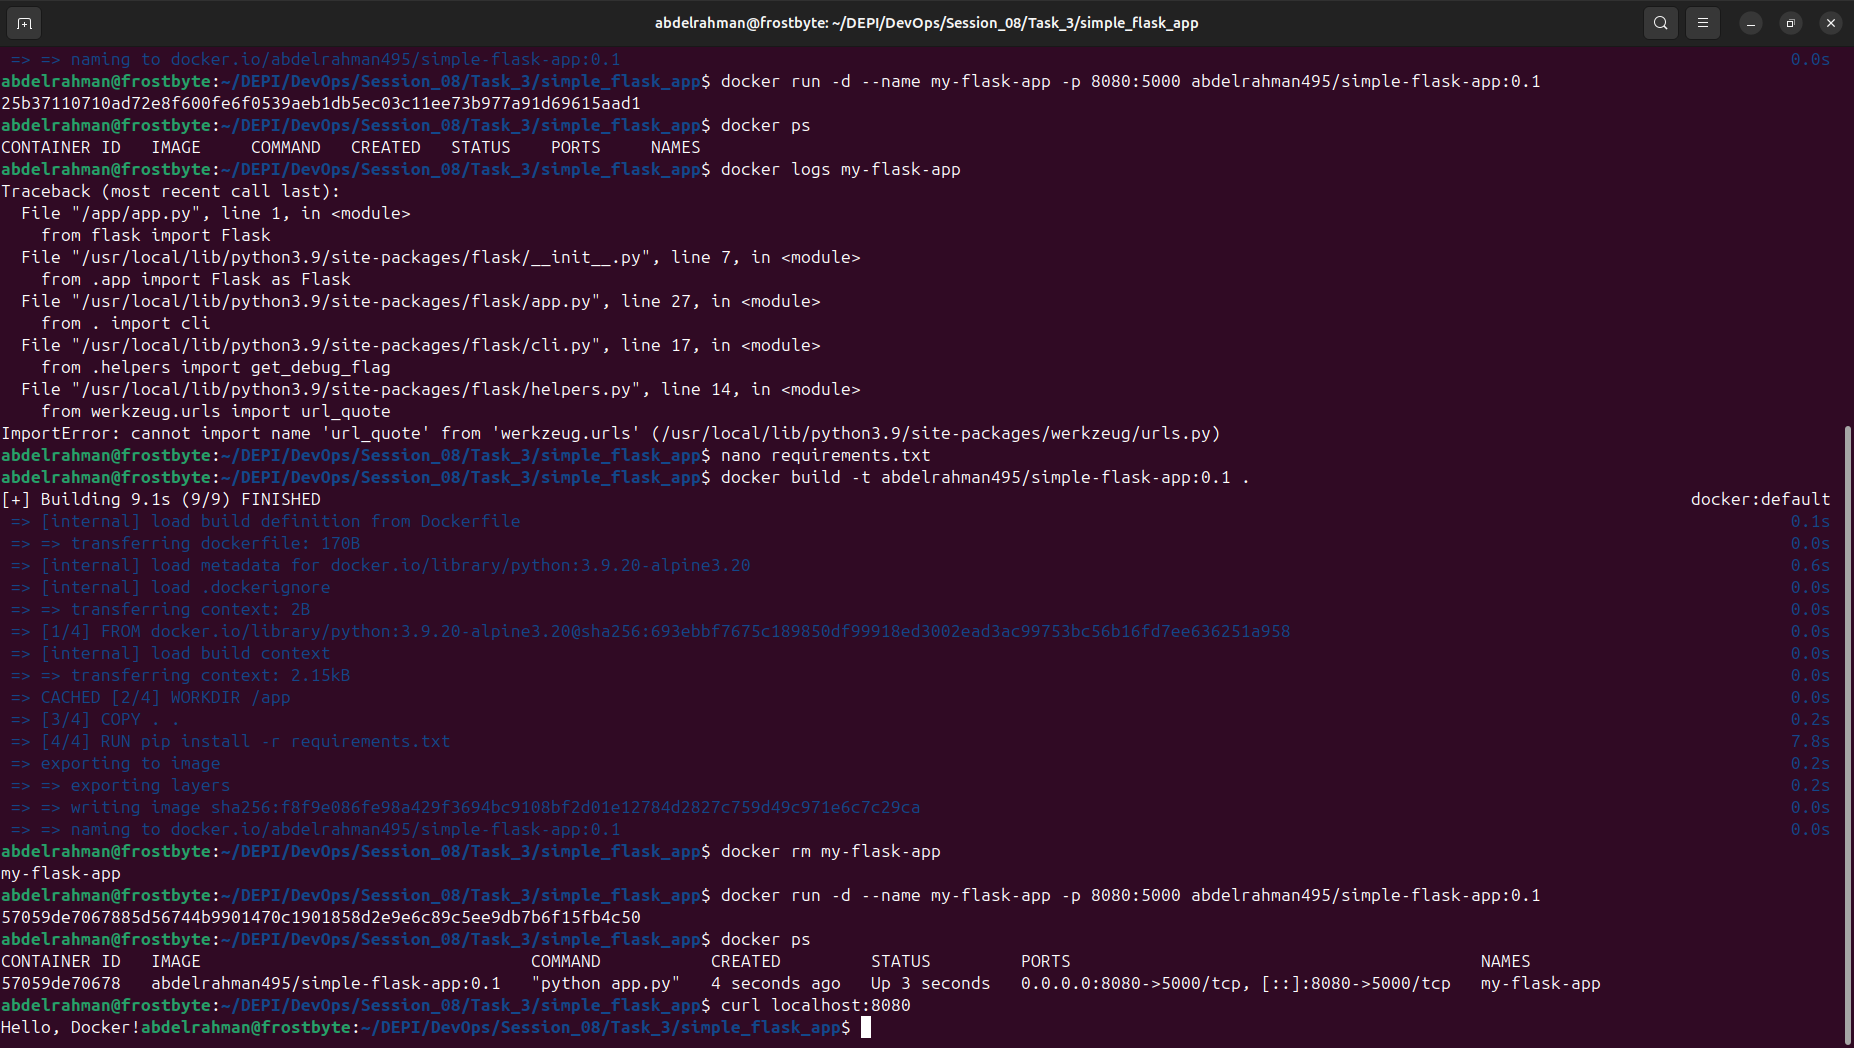 abdelrahman@frostbyte: ~/DEPI/DevOps/Session_08/Task_3/simple_flask_app
=> => naming to docker.io/abdelrahman495/simple-flask-app:0.1 0.0s
abdelrahman@frostbyte:~/DEPI/DevOps/Session_08/Task_3/simple_flask_app$ docker run -d --name my-flask-app -p 8080:5000 abdelrahman495/simple-flask-app:0.1
25b37110710ad72e8f600fe6f0539aeb1db5ec03c11ee73b977a91d69615aad1
abdelrahman@frostbyte:~/DEPI/DevOps/Session_08/Task_3/simple_flask_app$ docker ps
CONTAINER ID   IMAGE     COMMAND   CREATED   STATUS    PORTS     NAMES
abdelrahman@frostbyte:~/DEPI/DevOps/Session_08/Task_3/simple_flask_app$ docker logs my-flask-app
Traceback (most recent call last):
  File "/app/app.py", line 1, in <module>
    from flask import Flask
  File "/usr/local/lib/python3.9/site-packages/flask/__init__.py", line 7, in <module>
    from .app import Flask as Flask
  File "/usr/local/lib/python3.9/site-packages/flask/app.py", line 27, in <module>
    from . import cli
  File "/usr/local/lib/python3.9/site-packages/flask/cli.py", line 17, in <module>
    from .helpers import get_debug_flag
  File "/usr/local/lib/python3.9/site-packages/flask/helpers.py", line 14, in <module>
    from werkzeug.urls import url_quote
ImportError: cannot import name 'url_quote' from 'werkzeug.urls' (/usr/local/lib/python3.9/site-packages/werkzeug/urls.py)
abdelrahman@frostbyte:~/DEPI/DevOps/Session_08/Task_3/simple_flask_app$ nano requirements.txt
abdelrahman@frostbyte:~/DEPI/DevOps/Session_08/Task_3/simple_flask_app$ docker build -t abdelrahman495/simple-flask-app:0.1 .
[+] Building 9.1s (9/9) FINISHED docker:default
=> [internal] load build definition from Dockerfile 0.1s
=> => transferring dockerfile: 170B 0.0s
=> [internal] load metadata for docker.io/library/python:3.9.20-alpine3.20 0.6s
=> [internal] load .dockerignore 0.0s
=> => transferring context: 2B 0.0s
=> [1/4] FROM docker.io/library/python:3.9.20-alpine3.20@sha256:693ebbf7675c189850df99918ed3002ead3ac99753bc56b16fd7ee636251a958 0.0s
=> [internal] load build context 0.0s
=> => transferring context: 2.15kB 0.0s
=> CACHED [2/4] WORKDIR /app 0.0s
=> [3/4] COPY . . 0.2s
=> [4/4] RUN pip install -r requirements.txt 7.8s
=> exporting to image 0.2s
=> => exporting layers 0.2s
=> => writing image sha256:f8f9e086fe98a429f3694bc9108bf2d01e12784d2827c759d49c971e6c7c29ca 0.0s
=> => naming to docker.io/abdelrahman495/simple-flask-app:0.1 0.0s
abdelrahman@frostbyte:~/DEPI/DevOps/Session_08/Task_3/simple_flask_app$ docker rm my-flask-app
my-flask-app
abdelrahman@frostbyte:~/DEPI/DevOps/Session_08/Task_3/simple_flask_app$ docker run -d --name my-flask-app -p 8080:5000 abdelrahman495/simple-flask-app:0.1
57059de7067885d56744b9901470c1901858d2e9e6c89c5ee9db7b6f15fb4c50
abdelrahman@frostbyte:~/DEPI/DevOps/Session_08/Task_3/simple_flask_app$ docker ps
CONTAINER ID   IMAGE                                 COMMAND           CREATED         STATUS         PORTS                                         NAMES
57059de70678   abdelrahman495/simple-flask-app:0.1   "python app.py"   4 seconds ago   Up 3 seconds   0.0.0.0:8080->5000/tcp, [::]:8080->5000/tcp   my-flask-app
abdelrahman@frostbyte:~/DEPI/DevOps/Session_08/Task_3/simple_flask_app$ curl localhost:8080
Hello, Docker!abdelrahman@frostbyte:~/DEPI/DevOps/Session_08/Task_3/simple_flask_app$